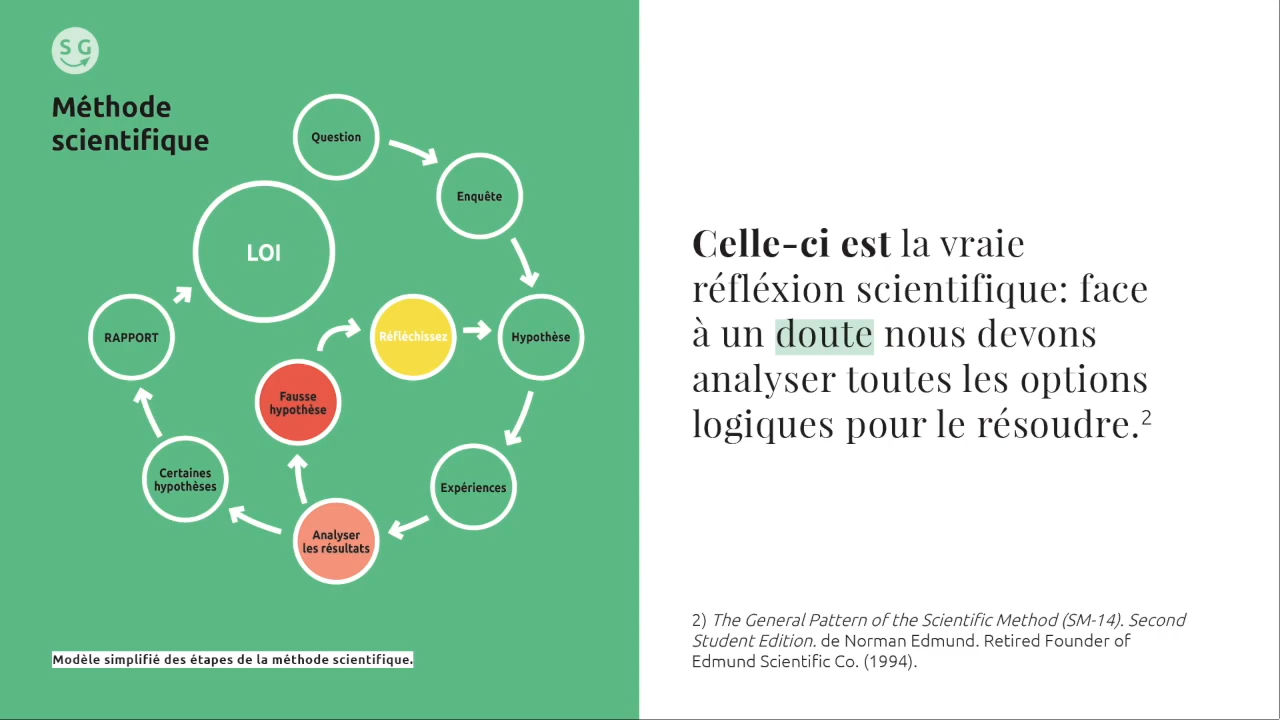 S G
Méthode
scientifique
Question
Enquête
LOI
RAPPORT
Réfléchissez
Hypothèse
Fausse
hypothèse
Certaines
hypothèses
Expériences
Analyser
les résultats
Modèle simplifié des étapes de la méthode scientifique.
Celle-ci est la vraie
réfléxion scientifique: face
à un doute nous devons
analyser toutes les options
logiques pour le résoudre.2
2) The General Pattern of the Scientific Method (SM-14). Second
Student Edition. de Norman Edmund. Retired Founder of
Edmund Scientific Co. (1994).